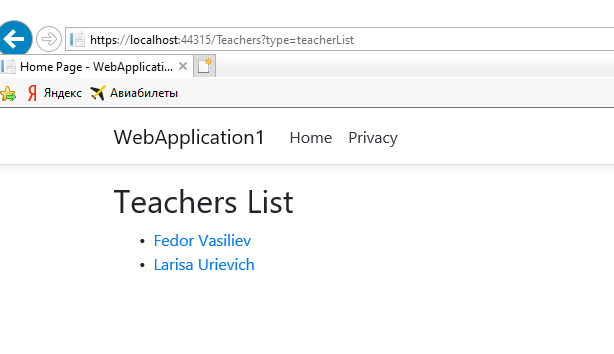 https://localhost:44315/Teachers?type=teacherList
Home Page - WebApplicati...
Яндекс Авиабилеты
WebApplication1 Home Privacy
Teachers List
• Fedor Vasiliev
• Larisa Urievich